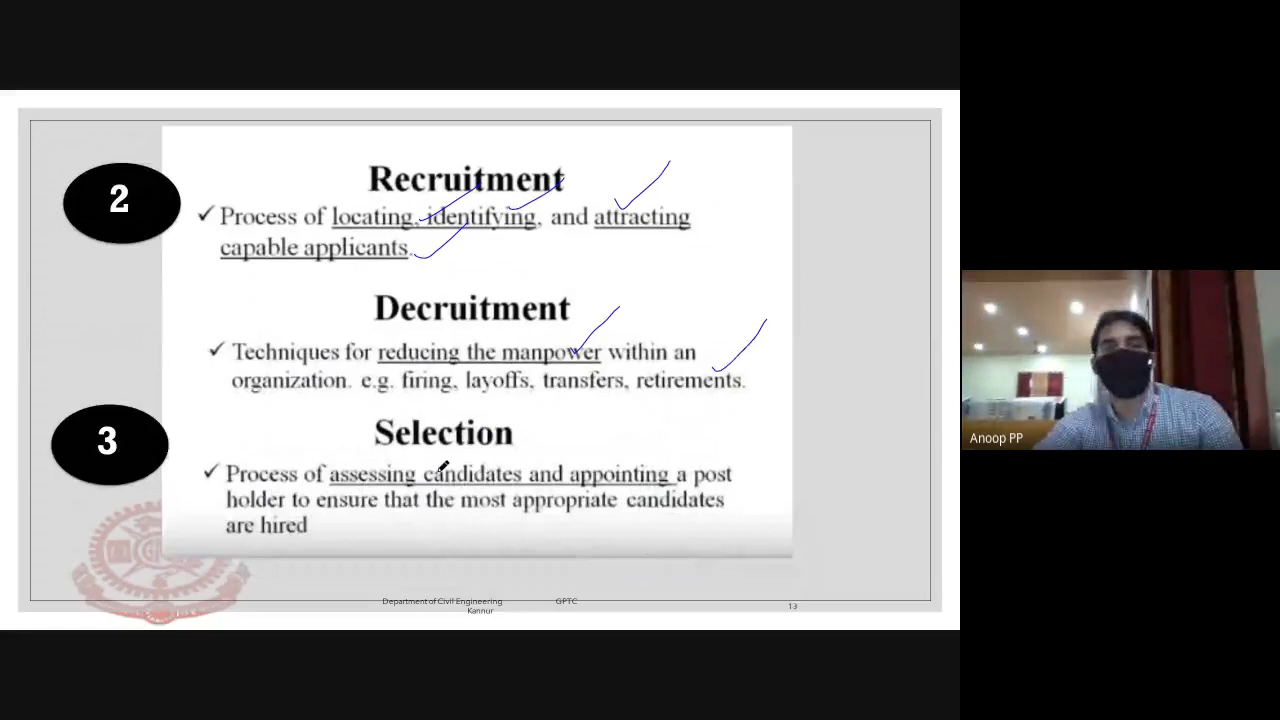 2
Recruitment
✓ Process of locating, identifying, and attracting
capable applicants.
Decruitment
✓ Techniques for reducing the manpower within an
organization. e.g. firing, layoffs, transfers, retirements.
3
Selection
✓ Process of assessing candidates and appointing a post
holder to ensure that the most appropriate candidates
are hired
Department of Civil Engineering GPTC
Kannur
13
Anoop PP